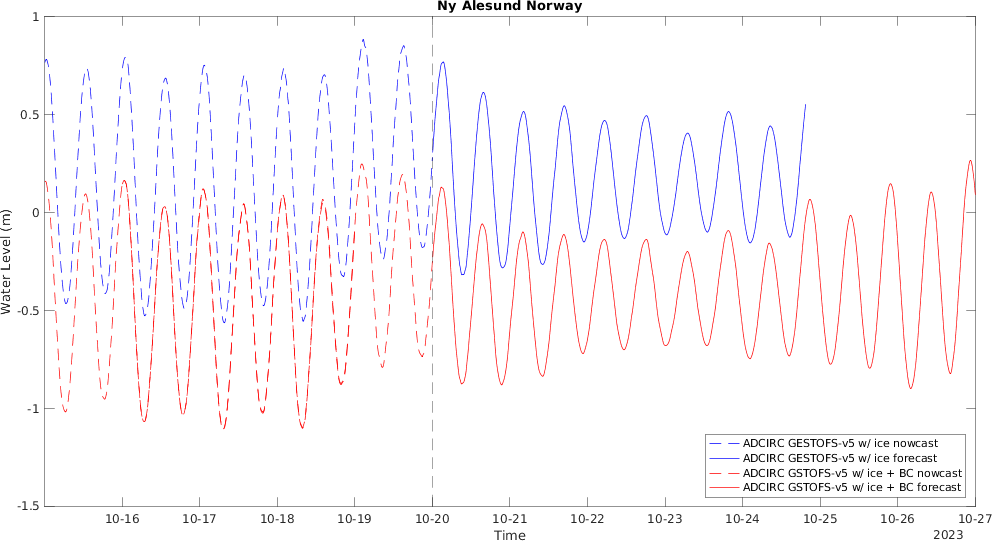 Ny Alesund Norway
Water Level (m)
1
0.5
0
-0.5
-1
-1.5
ADCIRC GESTOFS-v5 w/ ice nowcast
ADCIRC GESTOFS-v5 w/ ice forecast
ADCIRC GSTOFS-v5 w/ ice + BC nowcast
ADCIRC GSTOFS-v5 w/ ice + BC forecast
10-16 10-17 10-18 10-19 10-20 10-21 10-22 10-23 10-24 10-25 10-26 10-27
Time
2023